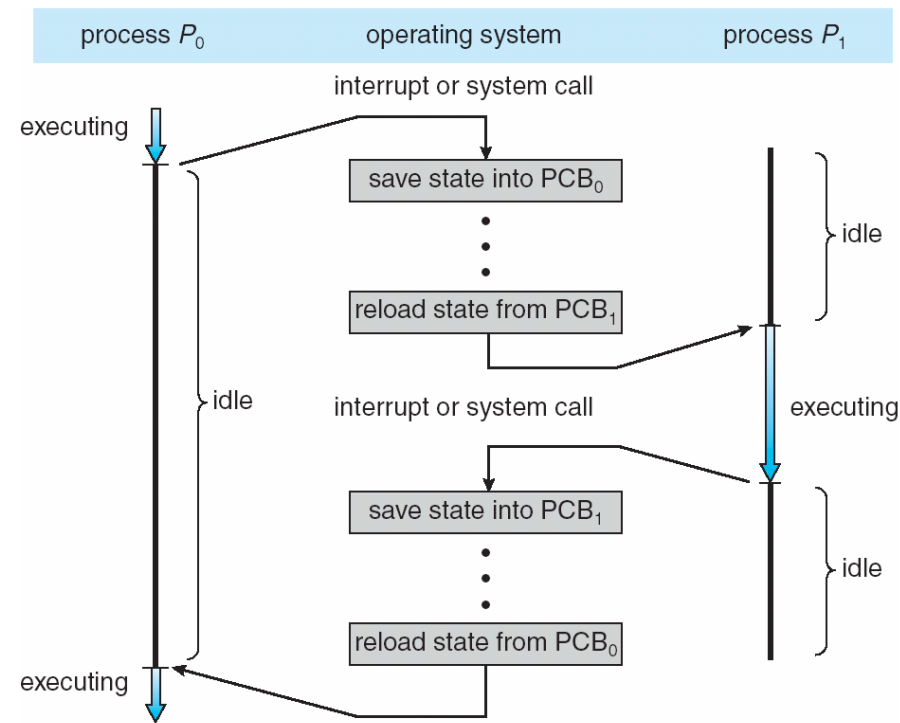 process P₀ operating system process P₁
interrupt or system call
executing
save state into PCB₀
idle
reload state from PCB₁
idle
interrupt or system call
executing
save state into PCB₁
idle
reload state from PCB₀
executing